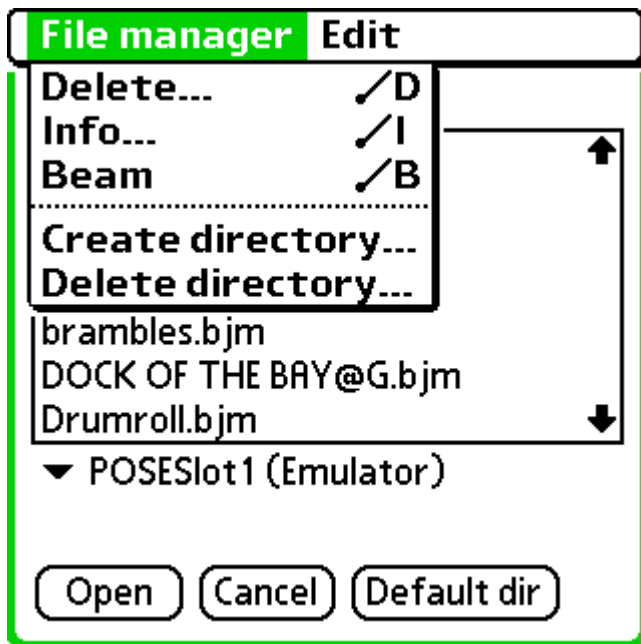 File manager Edit
Delete... ∕D
Info... ∕I
Beam ∕B
Create directory...
Delete directory...
brambles.bjm
DOCK OF THE BAY@G.bjm
Drumroll.bjm
POSESlot1 (Emulator)
Open Cancel Default dir